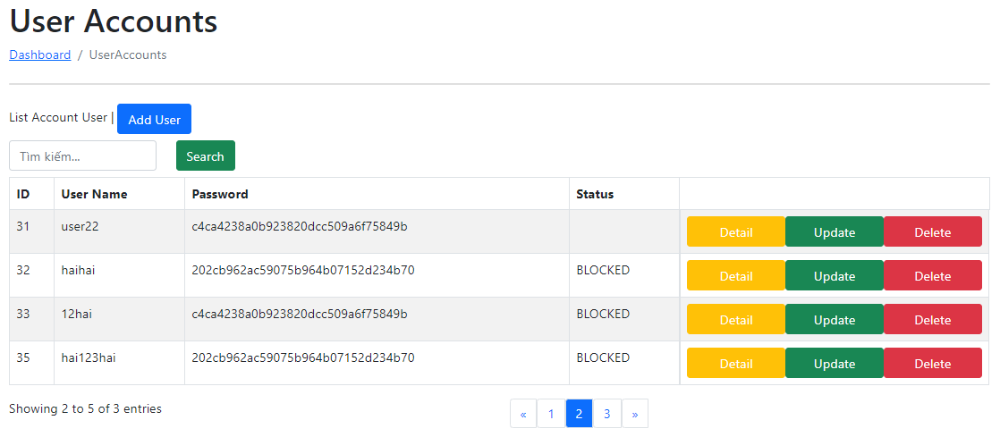 User Accounts
Dashboard / UserAccounts
List Account User | Add User
Tìm kiếm... Search
ID User Name Password Status
31 user22 c4ca4238a0b923820dcc509a6f75849b Detail Update Delete
32 haihai 202cb962ac59075b964b07152d234b70 BLOCKED Detail Update Delete
33 12hai c4ca4238a0b923820dcc509a6f75849b BLOCKED Detail Update Delete
35 hai123hai 202cb962ac59075b964b07152d234b70 BLOCKED Detail Update Delete
Showing 2 to 5 of 3 entries « 1 2 3 »